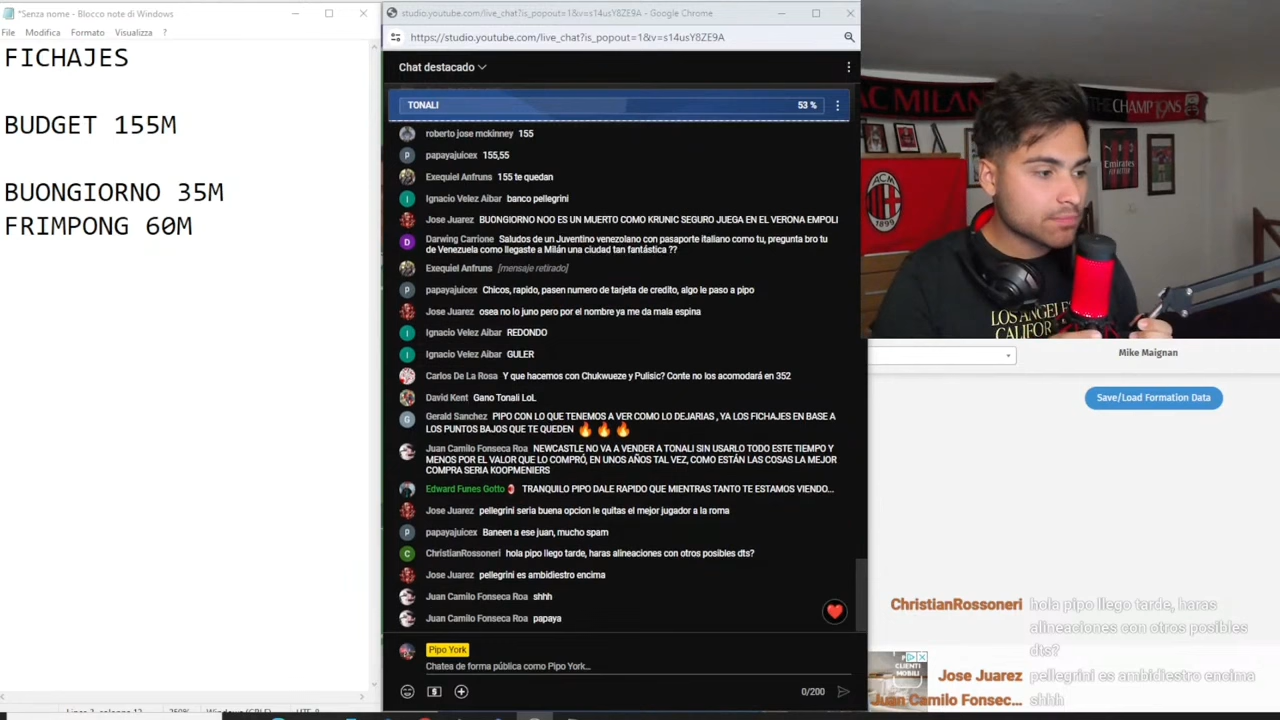 *Senza nome - Blocco note di Windows
File Modifica Formato Visualizza ?
FICHAJES
BUDGET 155M
BUONGIORNO 35M
FRIMPONG 60M
studio.youtube.com/live_chat?is_popout=1&v=s14usY8ZE9A - Google Chrome
https://studio.youtube.com/live_chat?is_popout=1&v=s14usY8ZE9A
Chat destacado
TONALI 53 %
roberto jose mckinney 155
papayajuicex 155,55
Exequiel Anfruns 155 te quedan
Ignacio Velez Aibar banco pellegrini
Jose Juarez BUONGIORNO NOO ES UN MUERTO COMO KRUNIC SEGURO JUEGA EN EL VERONA EMPOLI
Darwing Carrione Saludos de un Juventino venezolano con pasaporte italiano como tu, pregunta bro tu
de Venezuela como llegaste a Milán una ciudad tan fantástica ??
Exequiel Anfruns [mensaje retirado]
papayajuicex Chicos, rapido, pasen numero de tarjeta de credito, algo le paso a pipo
Jose Juarez osea no lo juno pero por el nombre ya me da mala espina
Ignacio Velez Aibar REDONDO
Ignacio Velez Aibar GULER
Carlos De La Rosa Y que hacemos con Chukwueze y Pulisic? Conte no los acomodará en 352
David Kent Gano Tonali LoL
Gerald Sanchez PIPO CON LO QUE TENEMOS A VER COMO LO DEJARIAS , YA LOS FICHAJES EN BASE A
LOS PUNTOS BAJOS QUE TE QUEDEN 🔥 🔥 🔥
Juan Camilo Fonseca Roa NEWCASTLE NO VA A VENDER A TONALI SIN USARLO TODO ESTE TIEMPO Y
MENOS POR EL VALOR QUE LO COMPRÓ, EN UNOS AÑOS TAL VEZ, COMO ESTÁN LAS COSAS LA MEJOR
COMPRA SERIA KOOPMENIERS
Edward Funes Gotto TRANQUILO PIPO DALE RAPIDO QUE MIENTRAS TANTO TE ESTAMOS VIENDO...
Jose Juarez pellegrini seria buena opcion le quitas el mejor jugador a la roma
papayajuicex Baneen a ese juan, mucho spam
ChristianRossoneri hola pipo llego tarde, haras alineaciones con otros posibles dts?
Jose Juarez pellegrini es ambidiestro encima
Juan Camilo Fonseca Roa shhh
Juan Camilo Fonseca Roa papaya
Pipo York
Chatea de forma pública como Pipo York...
0/200
AC MILAN
THE CHAMP19NS
Emirates
ACM
1899
LOS ANGELES
CALIFOR
Mike Maignan
Save/Load Formation Data
ChristianRossoneri hola pipo llego tarde, haras
alineaciones con otros posibles
dts?
Jose Juarez pellegrini es ambidiestro encima
Juan Camilo Fonsec... shhh
CLIENTI
MOBILI